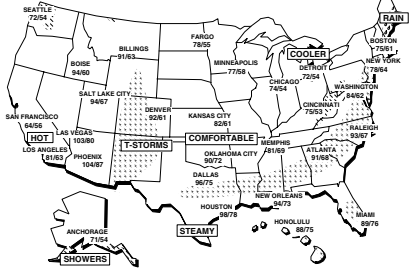 SEATTLE
72/54
RAIN
FARGO
78/55
BOSTON
75/61
BILLINGS
91/63
COOLER
NEW YORK
78/64
BOISE
94/60
MINNEAPOLIS
77/58
DETROIT
72/54
CHICAGO
74/54
WASHINGTON
84/62
SALT LAKE CITY
94/67
CINCINNATI
75/53
DENVER
92/61
SAN FRANCISCO
64/56
KANSAS CITY
82/61
RALEIGH
93/67
LAS VEGAS
103/80
HOT
COMFORTABLE
MEMPHIS
81/69
T-STORMS
LOS ANGELES
81/63
PHOENIX
104/87
OKLAHOMA CITY
90/72
ATLANTA
91/68
DALLAS
96/75
NEW ORLEANS
94/73
HOUSTON
98/78
MIAMI
89/76
HONOLULU
88/75
STEAMY
ANCHORAGE
71/54
SHOWERS